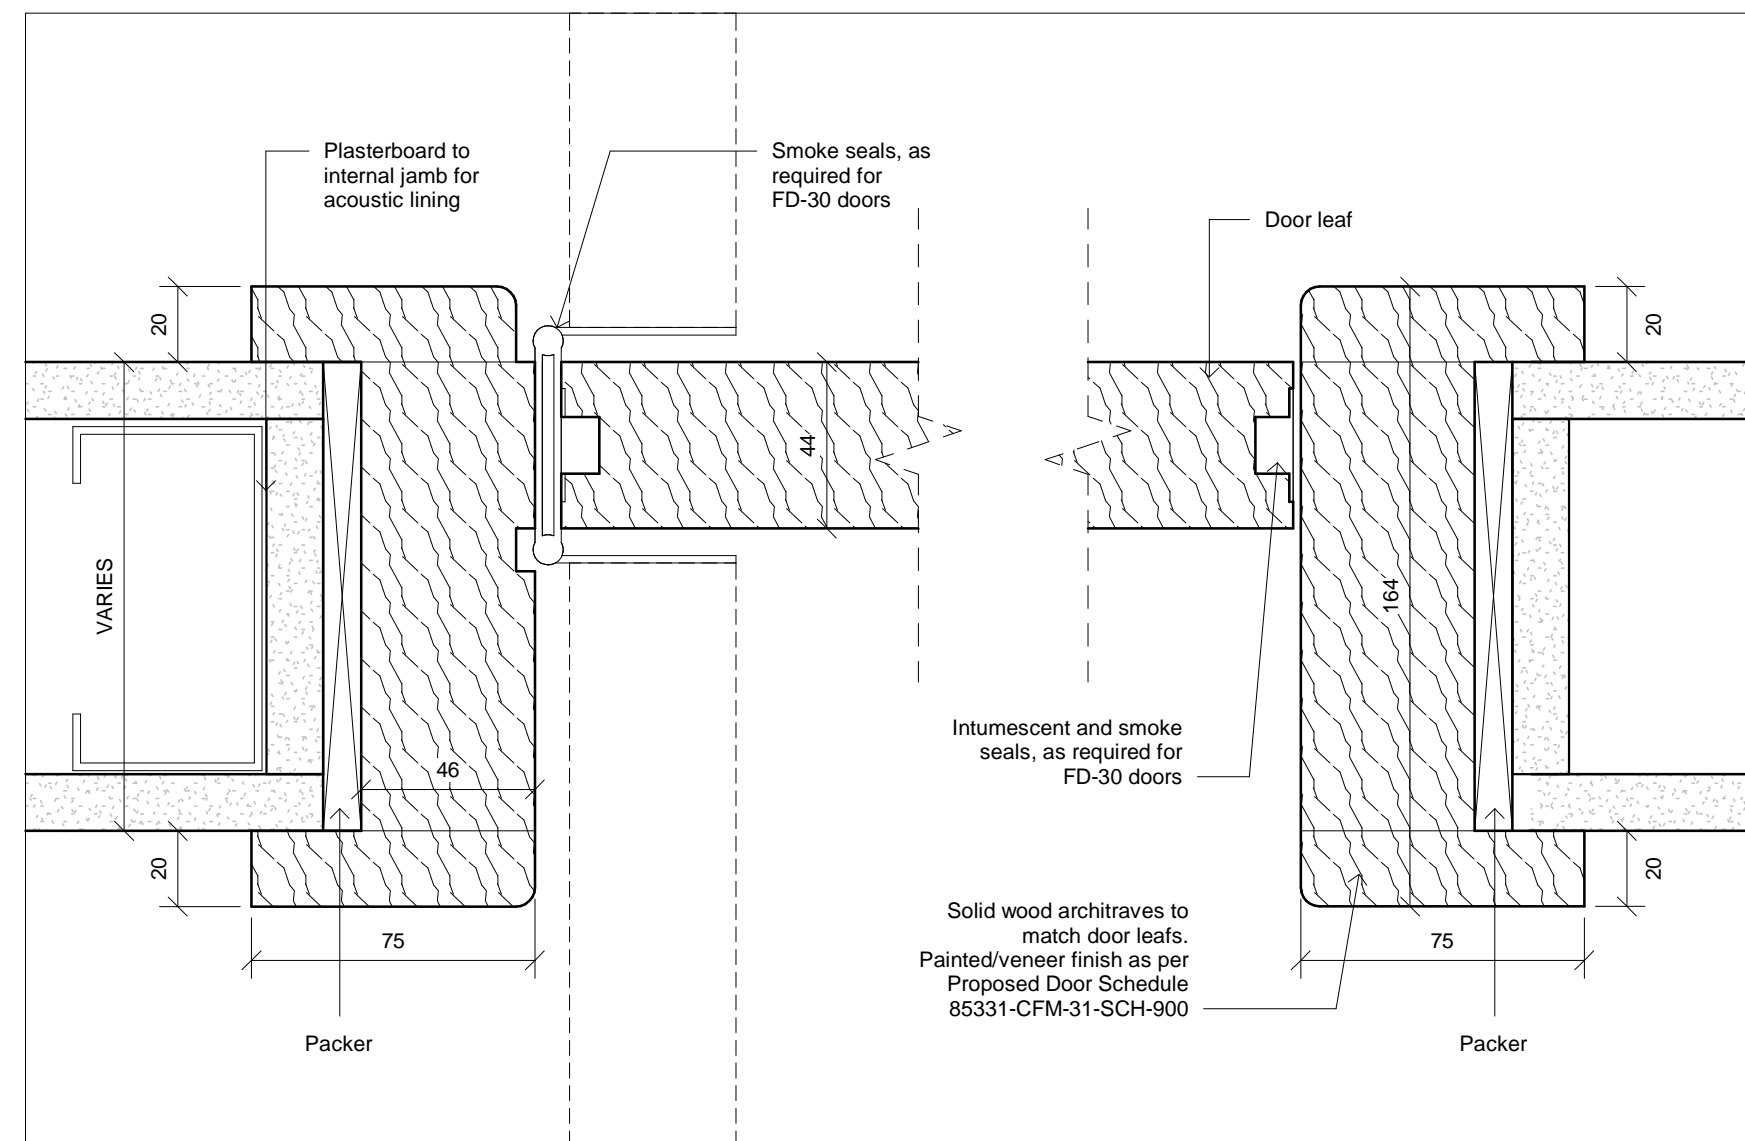 Plasterboard to
internal jamb for
acoustic lining
Smoke seals, as
required for
FD-30 doors
Door leaf
20
20
44
VARIES
164
46
Intumescent and smoke
seals, as required for
FD-30 doors
20
20
Solid wood architraves to
match door leafs.
Painted/veneer finish as per
Proposed Door Schedule
85331-CFM-31-SCH-900
75
75
Packer
Packer